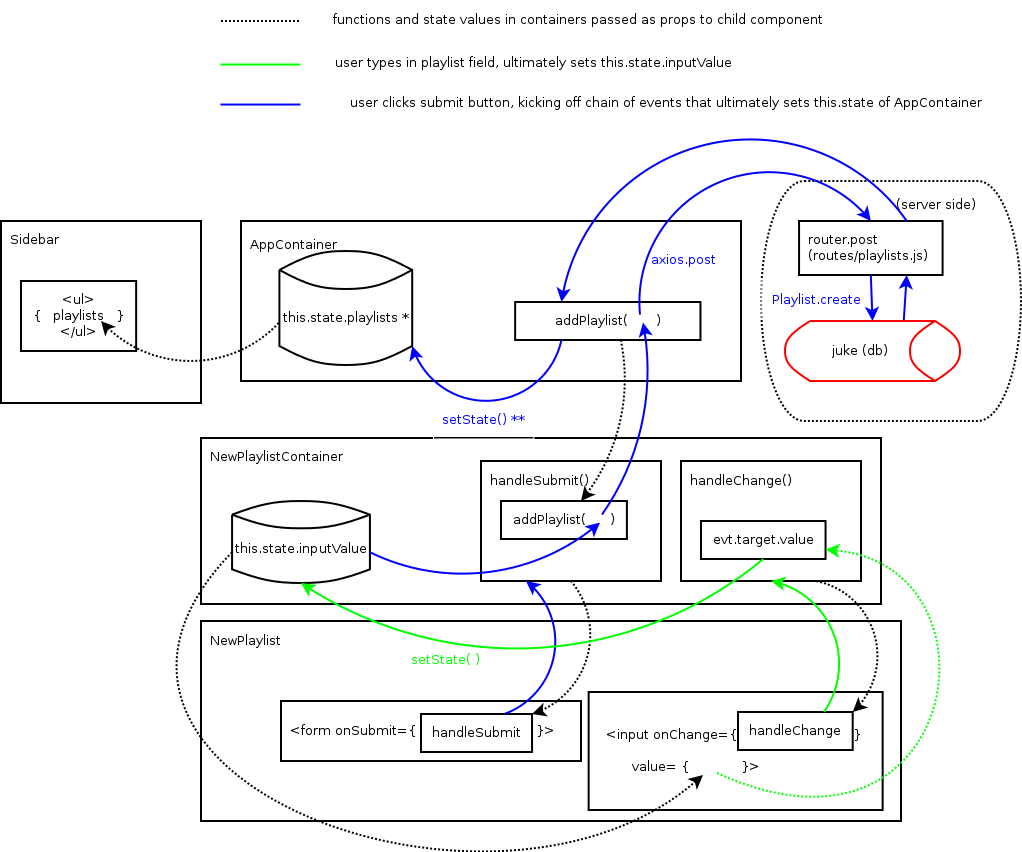 functions and state values in containers passed as props to child component
user types in playlist field, ultimately sets this.state.inputValue
user clicks submit button, kicking off chain of events that ultimately sets this.state of AppContainer
(server side)
Sidebar
<ul>
{ playlists }
</ul>
AppContainer
this.state.playlists *
addPlaylist( )
axios.post
router.post
(routes/playlists.js)
Playlist.create
juke (db)
setState() **
NewPlaylistContainer
this.state.inputValue
handleSubmit()
addPlaylist( )
handleChange()
evt.target.value
NewPlaylist
setState( )
<form onSubmit={ handleSubmit }>
<input onChange={ handleChange }
value= { }>